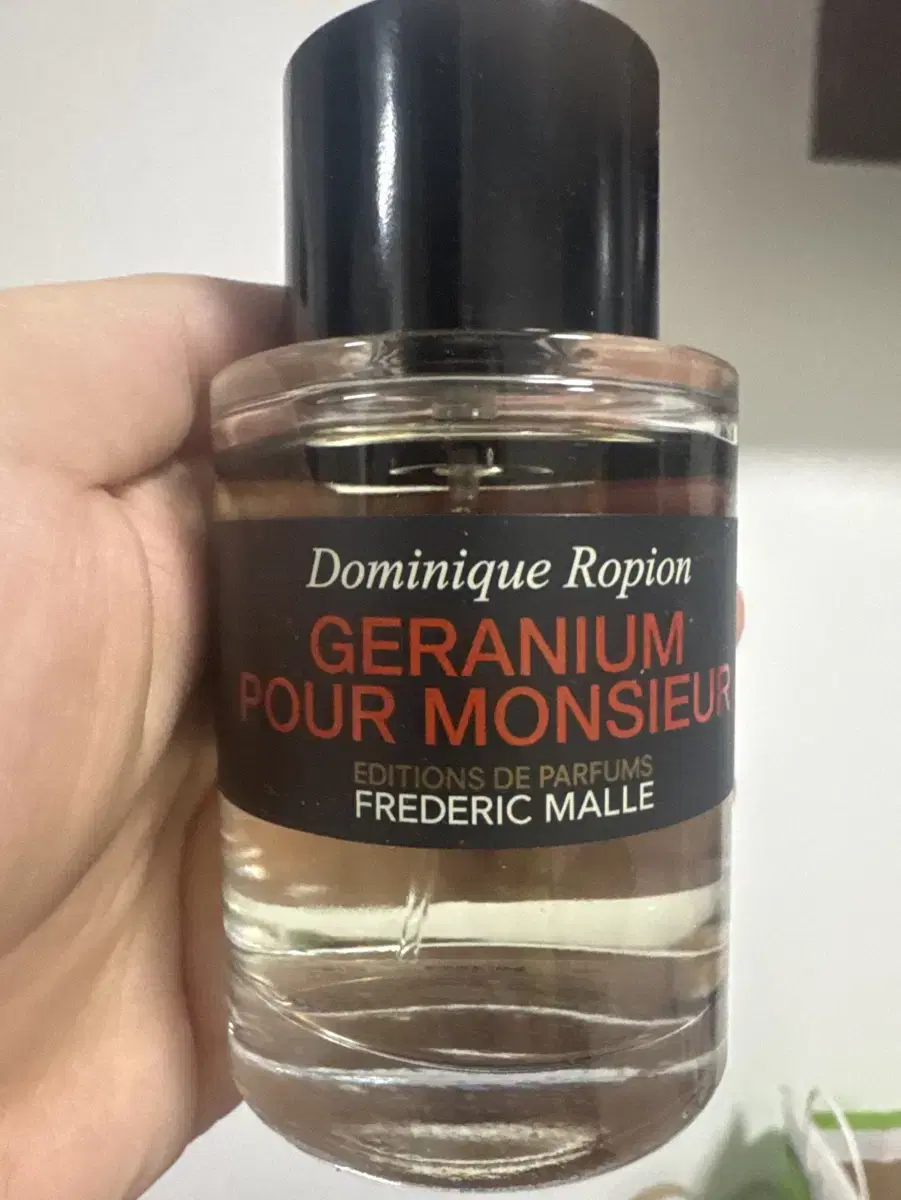 Dominique Ropion
GERANIUM
POUR MONSIEUR
EDITIONS DE PARFUMS
FREDERIC MALLE